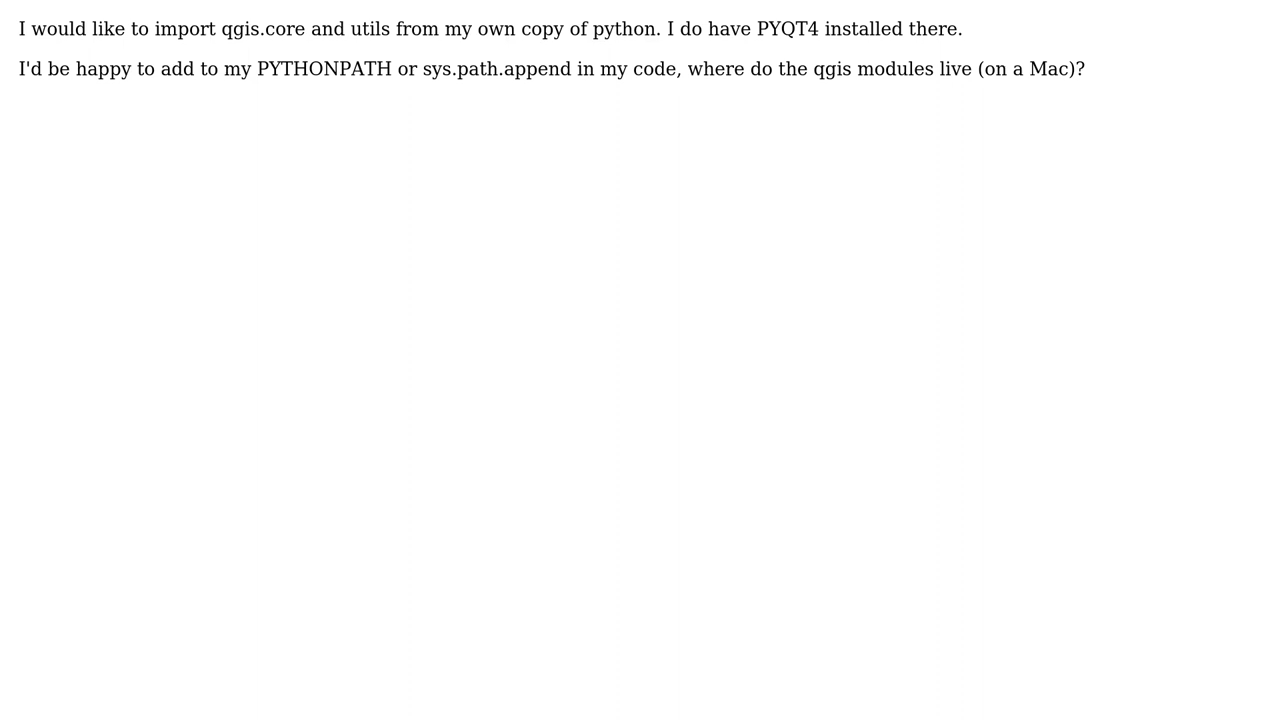 I would like to import qgis.core and utils from my own copy of python. I do have PYQT4 installed there.
I'd be happy to add to my PYTHONPATH or sys.path.append in my code, where do the qgis modules live (on a Mac)?